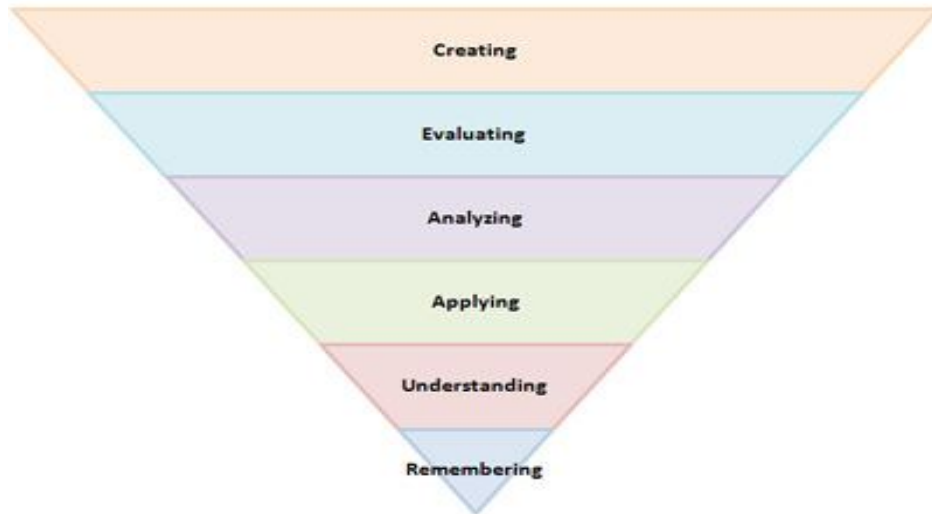 Creating
Evaluating
Analyzing
Applying
Understanding
Remembering